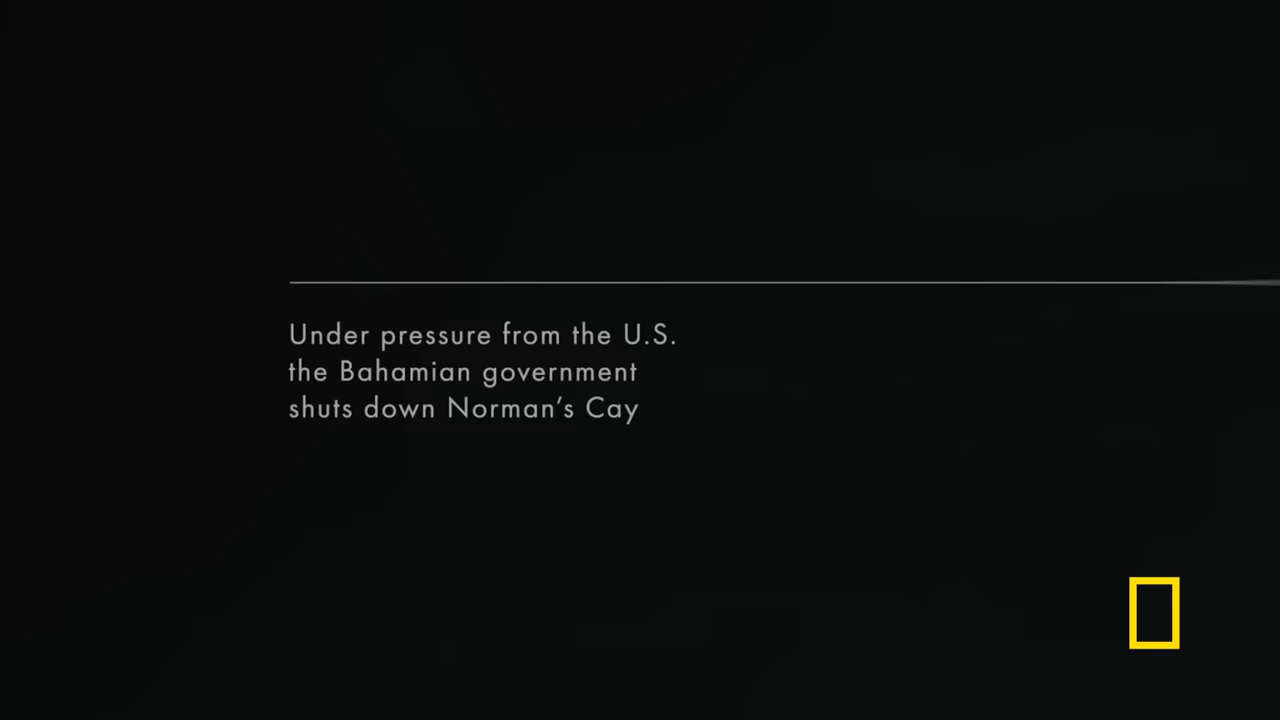 Under pressure from the U.S.
the Bahamian government
shuts down Norman’s Cay